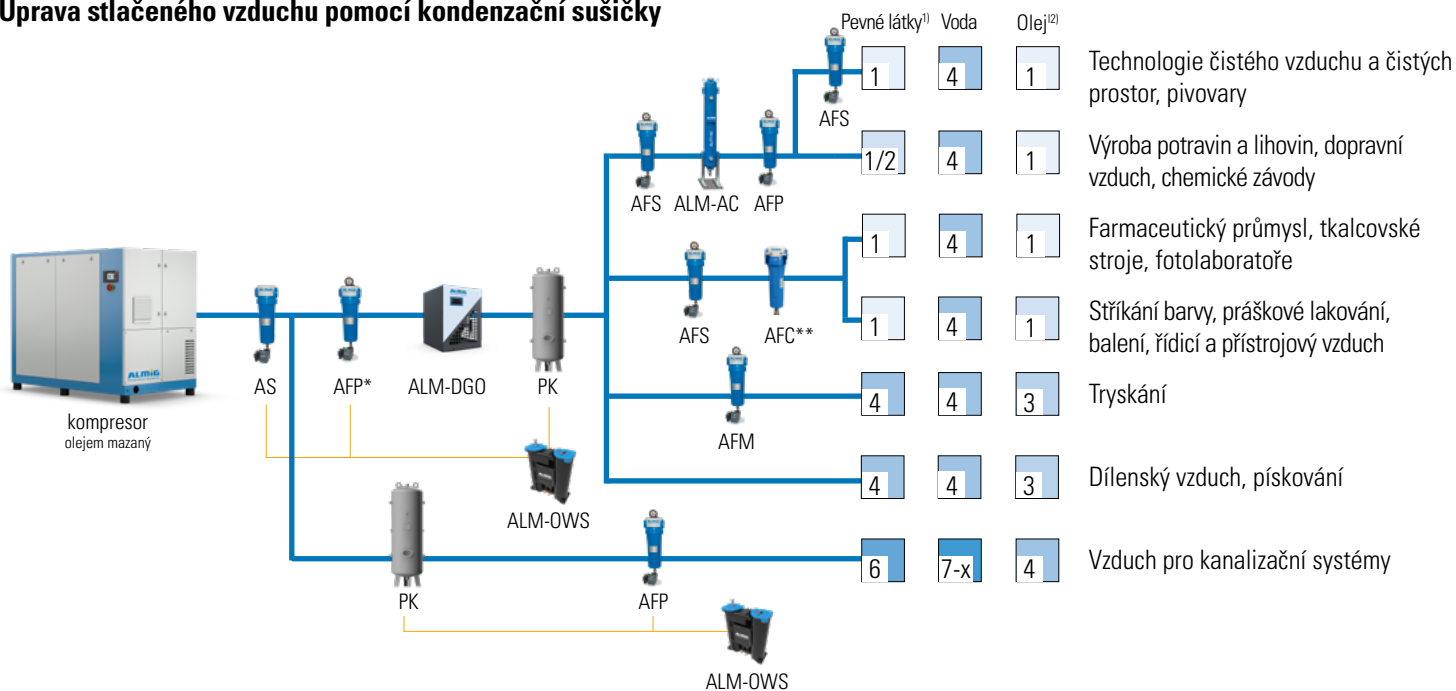 Úprava stlačeného vzduchu pomocí kondenzační sušičky
Pevné látky1) Voda Olej(2)
AFS
1 4 1
Technologie čistého vzduchu a čistých
prostor, pivovary
AFS ALM-AC AFP
1/2 4 1
Výroba potravin a lihovin, dopravní
vzduch, chemické závody
1 4 1
Farmaceutický průmysl, tkalcovské
stroje, fotolaboratoře
AFS AFC**
1 4 1
Stříkání barvy, práškové lakování,
balení, řídicí a přístrojový vzduch
ALMiG
kompresor
olejem mazaný
AS AFP* ALM-DGO PK
AFM
4 4 3
Tryskání
ALM-OWS
4 4 3
Dílenský vzduch, pískování
PK AFP
6 7-x 4
Vzduch pro kanalizační systémy
ALM-OWS